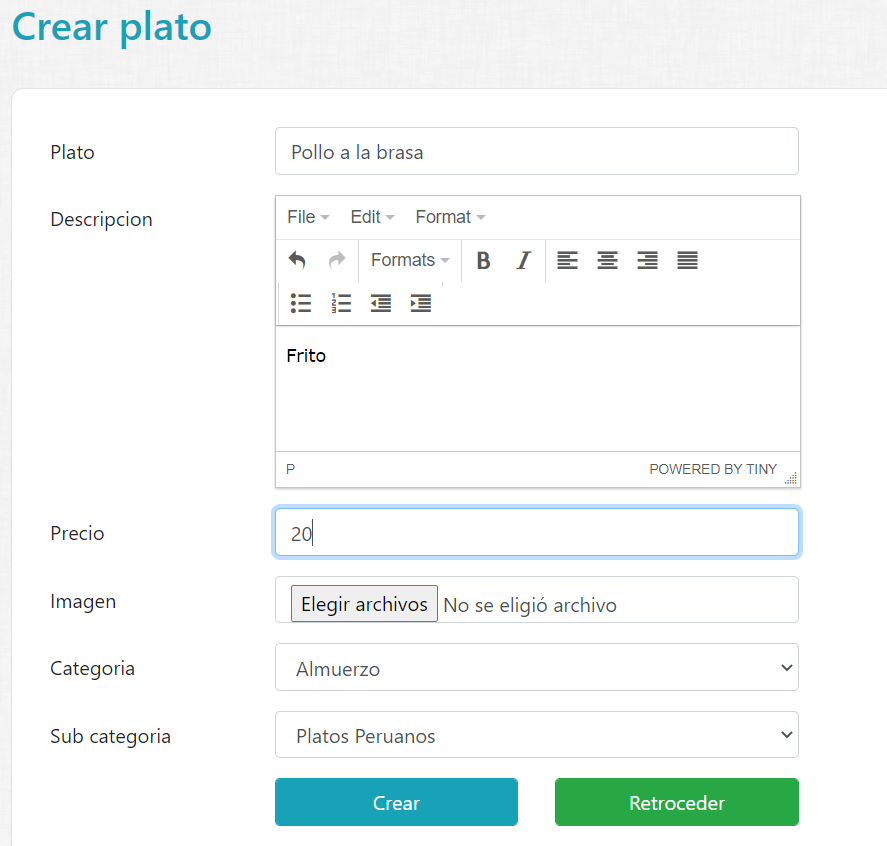 Crear plato
Plato
Pollo a la brasa
Descripcion
File Edit Format
Formats B I
Frito
P POWERED BY TINY
Precio
20
Imagen
Elegir archivos No se eligió archivo
Categoria
Almuerzo
Sub categoria
Platos Peruanos
Crear Retroceder